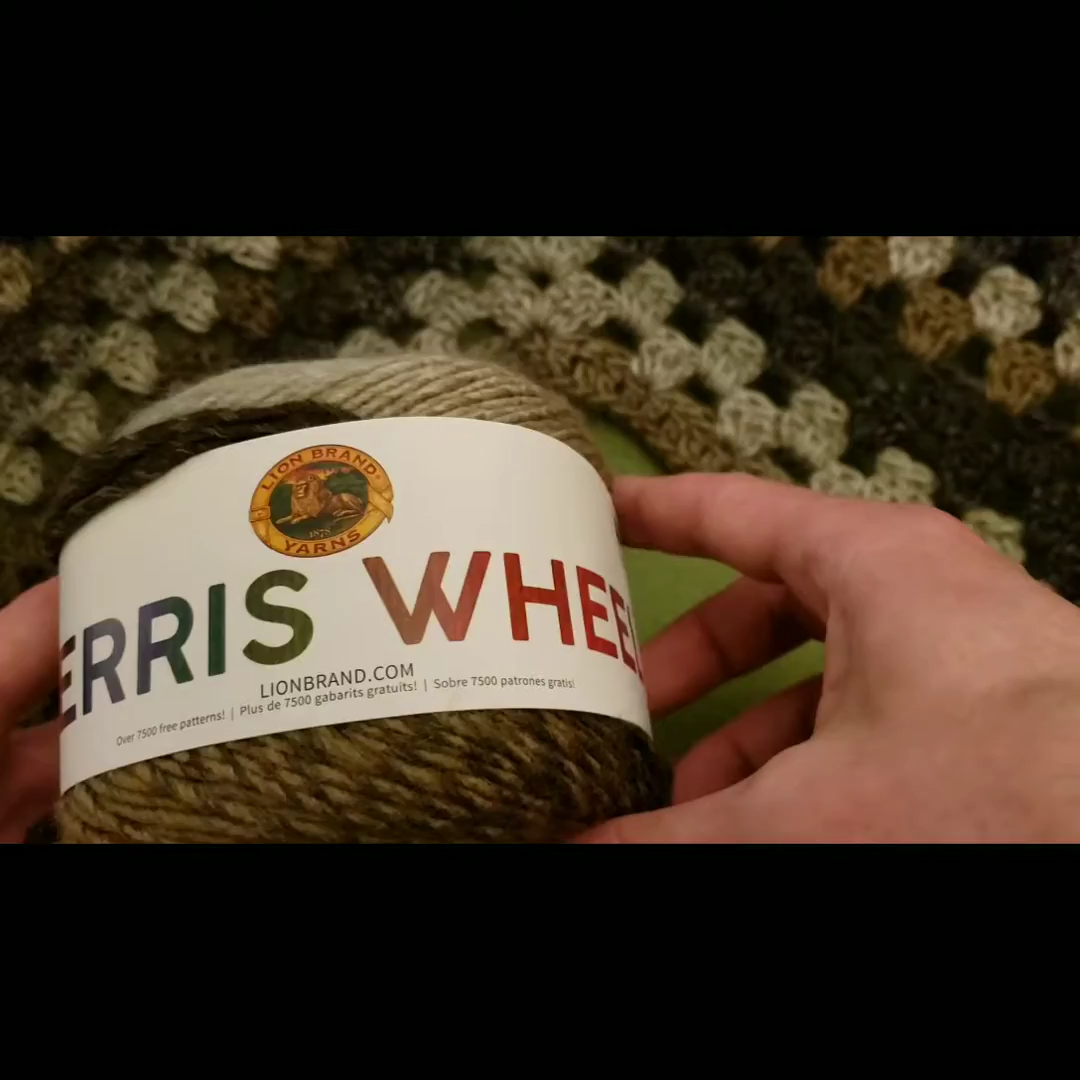 LION BRAND
1878
YARNS
ERRIS WHEE
LIONBRAND.COM
Over 7500 free patterns! | Plus de 7500 gabarits gratuits! | Sobre 7500 patrones gratis!